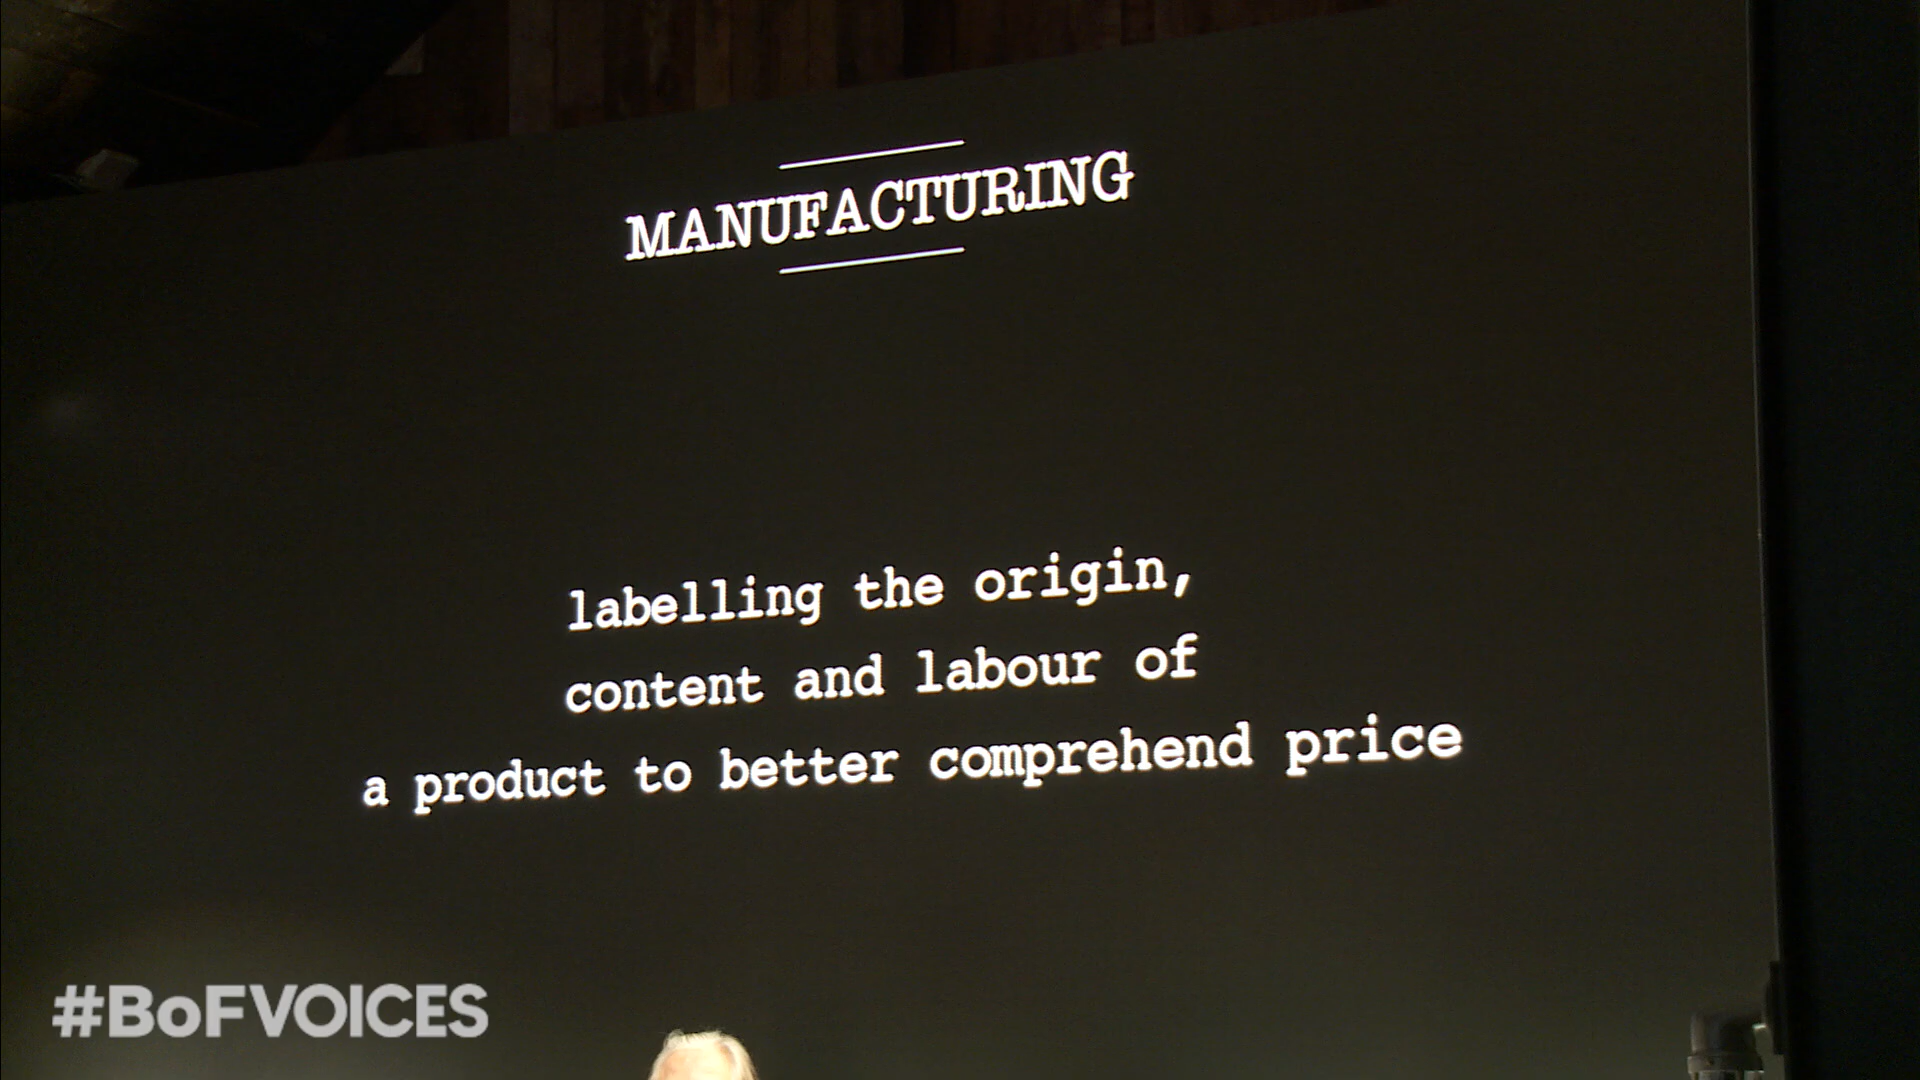 MANUFACTURING
labelling the origin,
content and labour of
a product to better comprehend price
#BoFVOICES